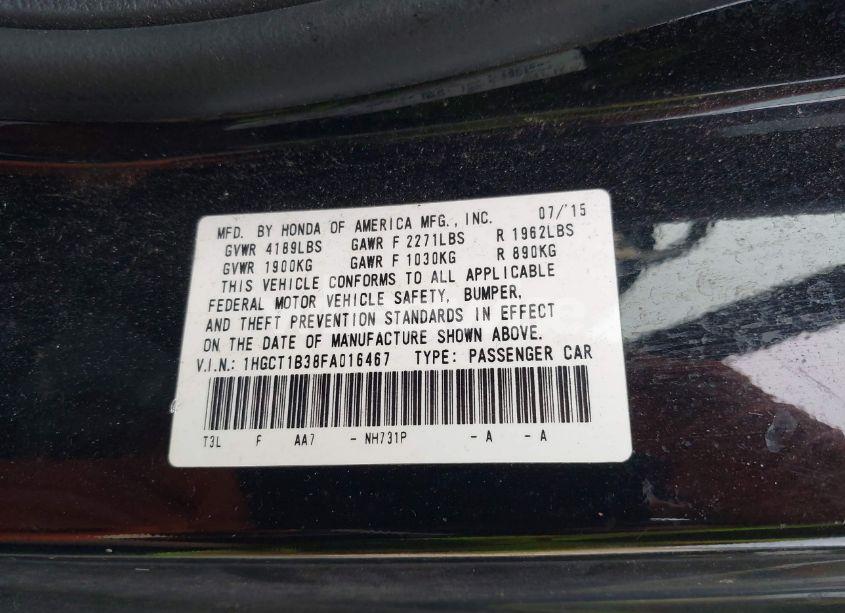 MFD. BY HONDA OF AMERICA MFG., INC. 07/'15
GVWR 4189LBS GAWR F 2271LBS R 1962LBS
GVWR 1900KG GAWR F 1030KG R 890KG
THIS VEHICLE CONFORMS TO ALL APPLICABLE
FEDERAL MOTOR VEHICLE SAFETY, BUMPER,
AND THEFT PREVENTION STANDARDS IN EFFECT
ON THE DATE OF MANUFACTURE SHOWN ABOVE.
V.I.N.: 1HGCT1B38FA016467 TYPE: PASSENGER CAR
T3L F AA7 - NH731P - A - A